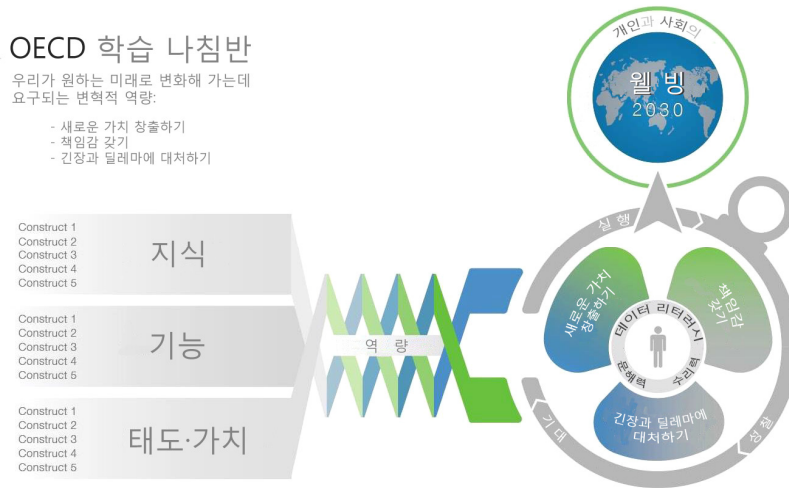 OECD 학습 나침반
우리가 원하는 미래로 변화해 가는데
요구되는 변혁적 역량:
- 새로운 가치 창출하기
- 책임감 갖기
- 긴장과 딜레마에 대처하기
Construct 1
Construct 2
Construct 3
Construct 4
Construct 5
지식
Construct 1
Construct 2
Construct 3
Construct 4
Construct 5
기능
Construct 1
Construct 2
Construct 3
Construct 4
Construct 5
태도·가치
역 량
개인과 사회의
웰 빙
2030
실행
새로운 가치
창출하기
책임감
갖기
데이터 리터러시
문해력
수리력
긴장과 딜레마에
대처하기
기대
성찰